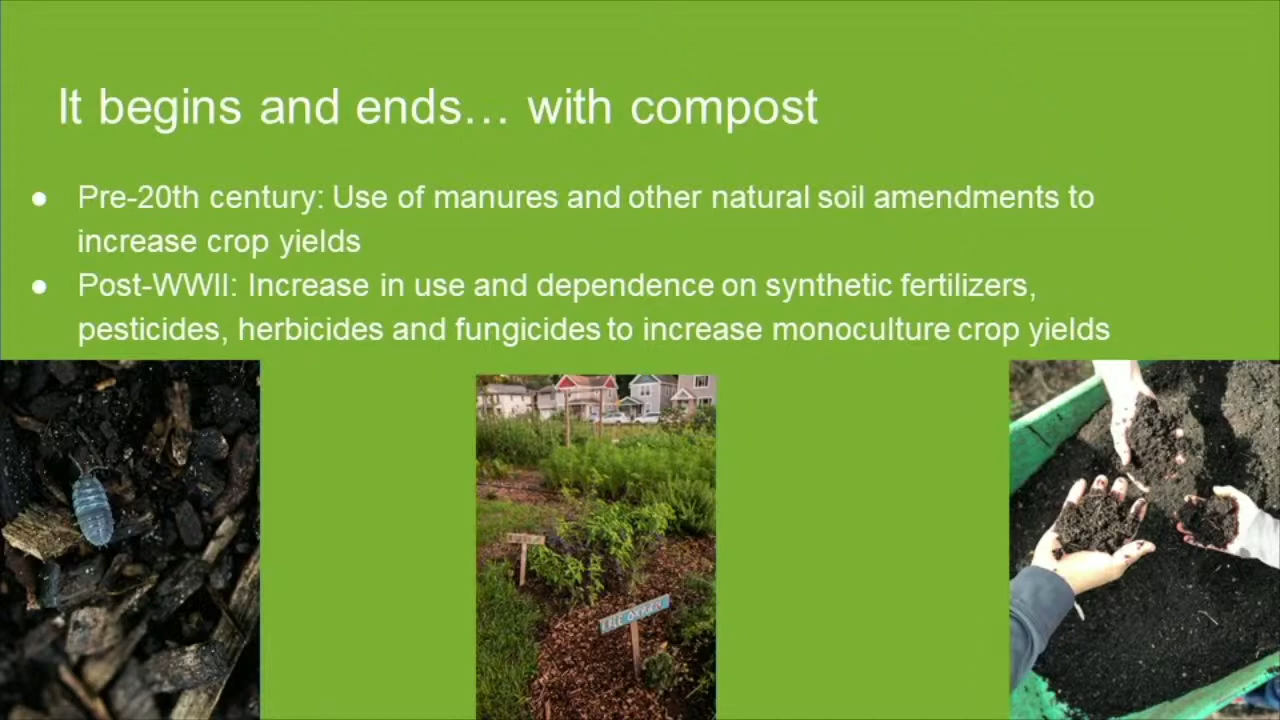 It begins and ends… with compost
● Pre-20th century: Use of manures and other natural soil amendments to
increase crop yields
● Post-WWII: Increase in use and dependence on synthetic fertilizers,
pesticides, herbicides and fungicides to increase monoculture crop yields